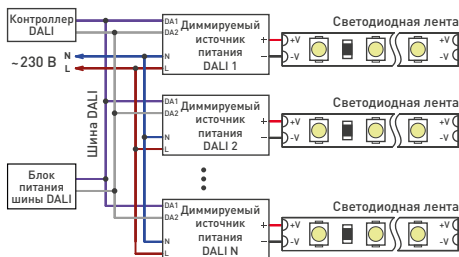 Контроллер
DALI
~230 В
N
L
Шина DALI
Блок
питания
шины DALI
DA1
DA2
N
L
Диммируемый
источник
питания
DALI 1
+
−
Светодиодная лента
+V
-V
+V
-V
DA1
DA2
N
L
Диммируемый
источник
питания
DALI 2
+
−
Светодиодная лента
+V
-V
+V
-V
DA1
DA2
N
L
Диммируемый
источник
питания
DALI N
+
−
Светодиодная лента
+V
-V
+V
-V